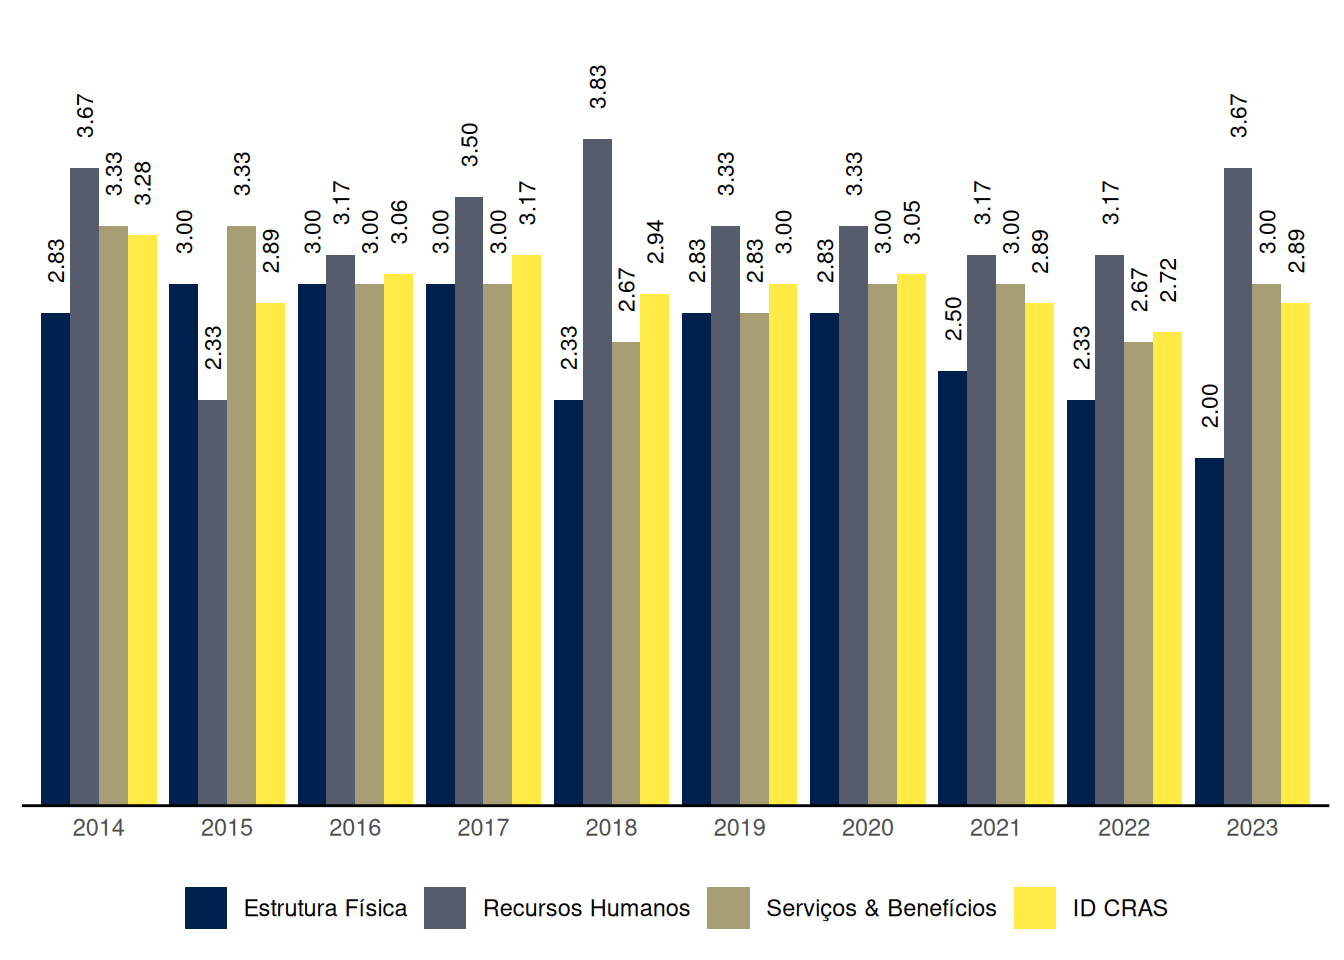 2.83 3.67 3.33 3.28
3.00 2.33 3.33 2.89
3.00 3.17 3.00 3.06
3.00 3.50 3.00 3.17
2.33 3.83 2.67 2.94
2.83 3.33 2.83 3.00
2.83 3.33 3.00 3.05
2.50 3.17 3.00 2.89
2.33 3.17 2.67 2.72
2.00 3.67 3.00 2.89
2014 2015 2016 2017 2018 2019 2020 2021 2022 2023
Estrutura Física Recursos Humanos Serviços & Benefícios ID CRAS